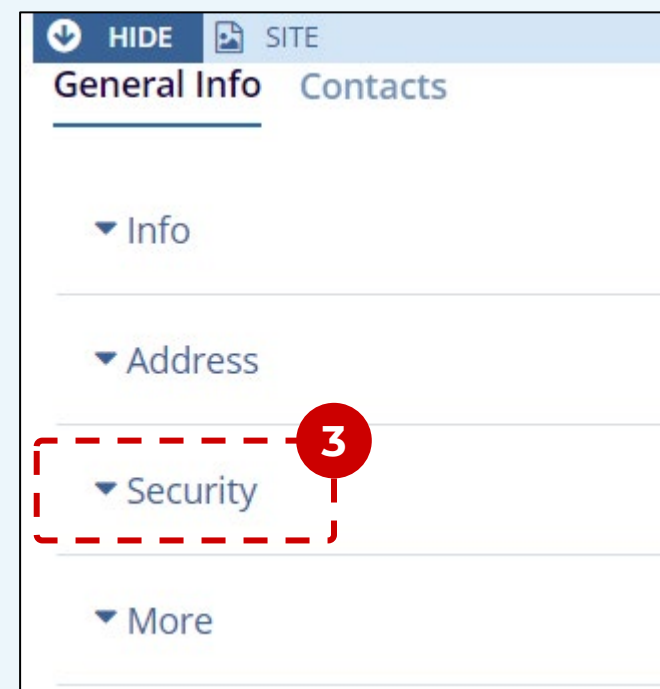 HIDE SITE
General Info Contacts
Info
Address
3
Security
More